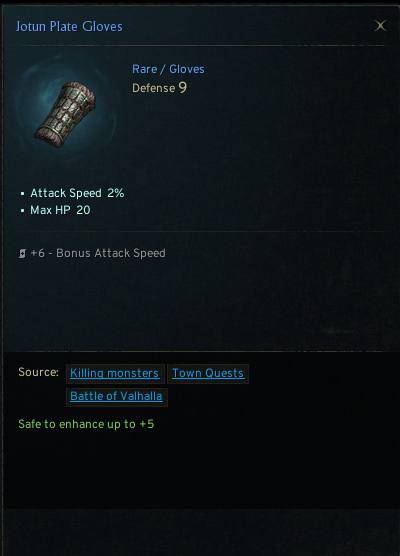 Jotun Plate Gloves
Rare / Gloves
Defense 9
• Attack Speed 2%
• Max HP 20
+6 - Bonus Attack Speed
Source: Killing monsters Town Quests
Battle of Valhalla
Safe to enhance up to +5